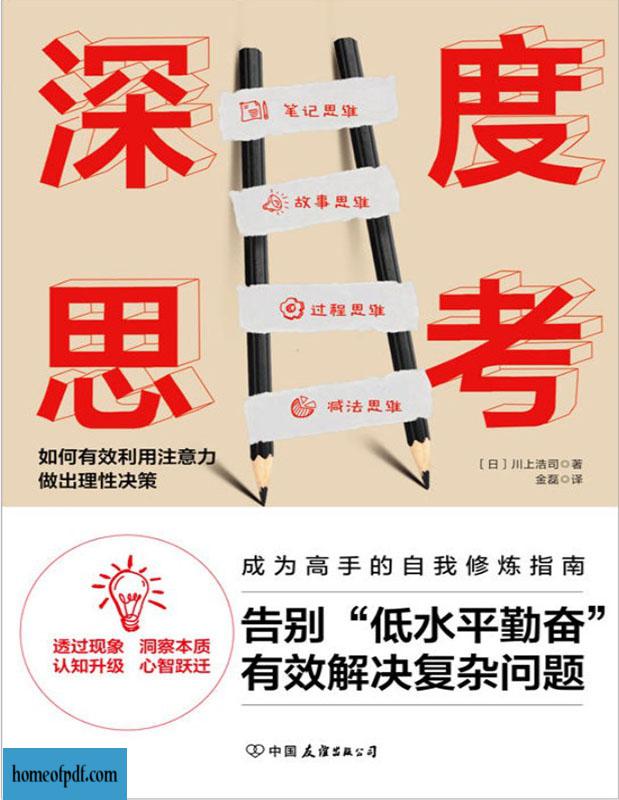 深度
思考
笔记思维
故事思维
过程思维
减法思维
如何有效利用注意力
做出理性决策
［日］川上浩司◎著
金磊◎译
成为高手的自我修炼指南
告别“低水平勤奋”
有效解决复杂问题
透过现象 洞察本质
认知升级 心智跃迁
中国友谊出版公司
homeofpdf.com